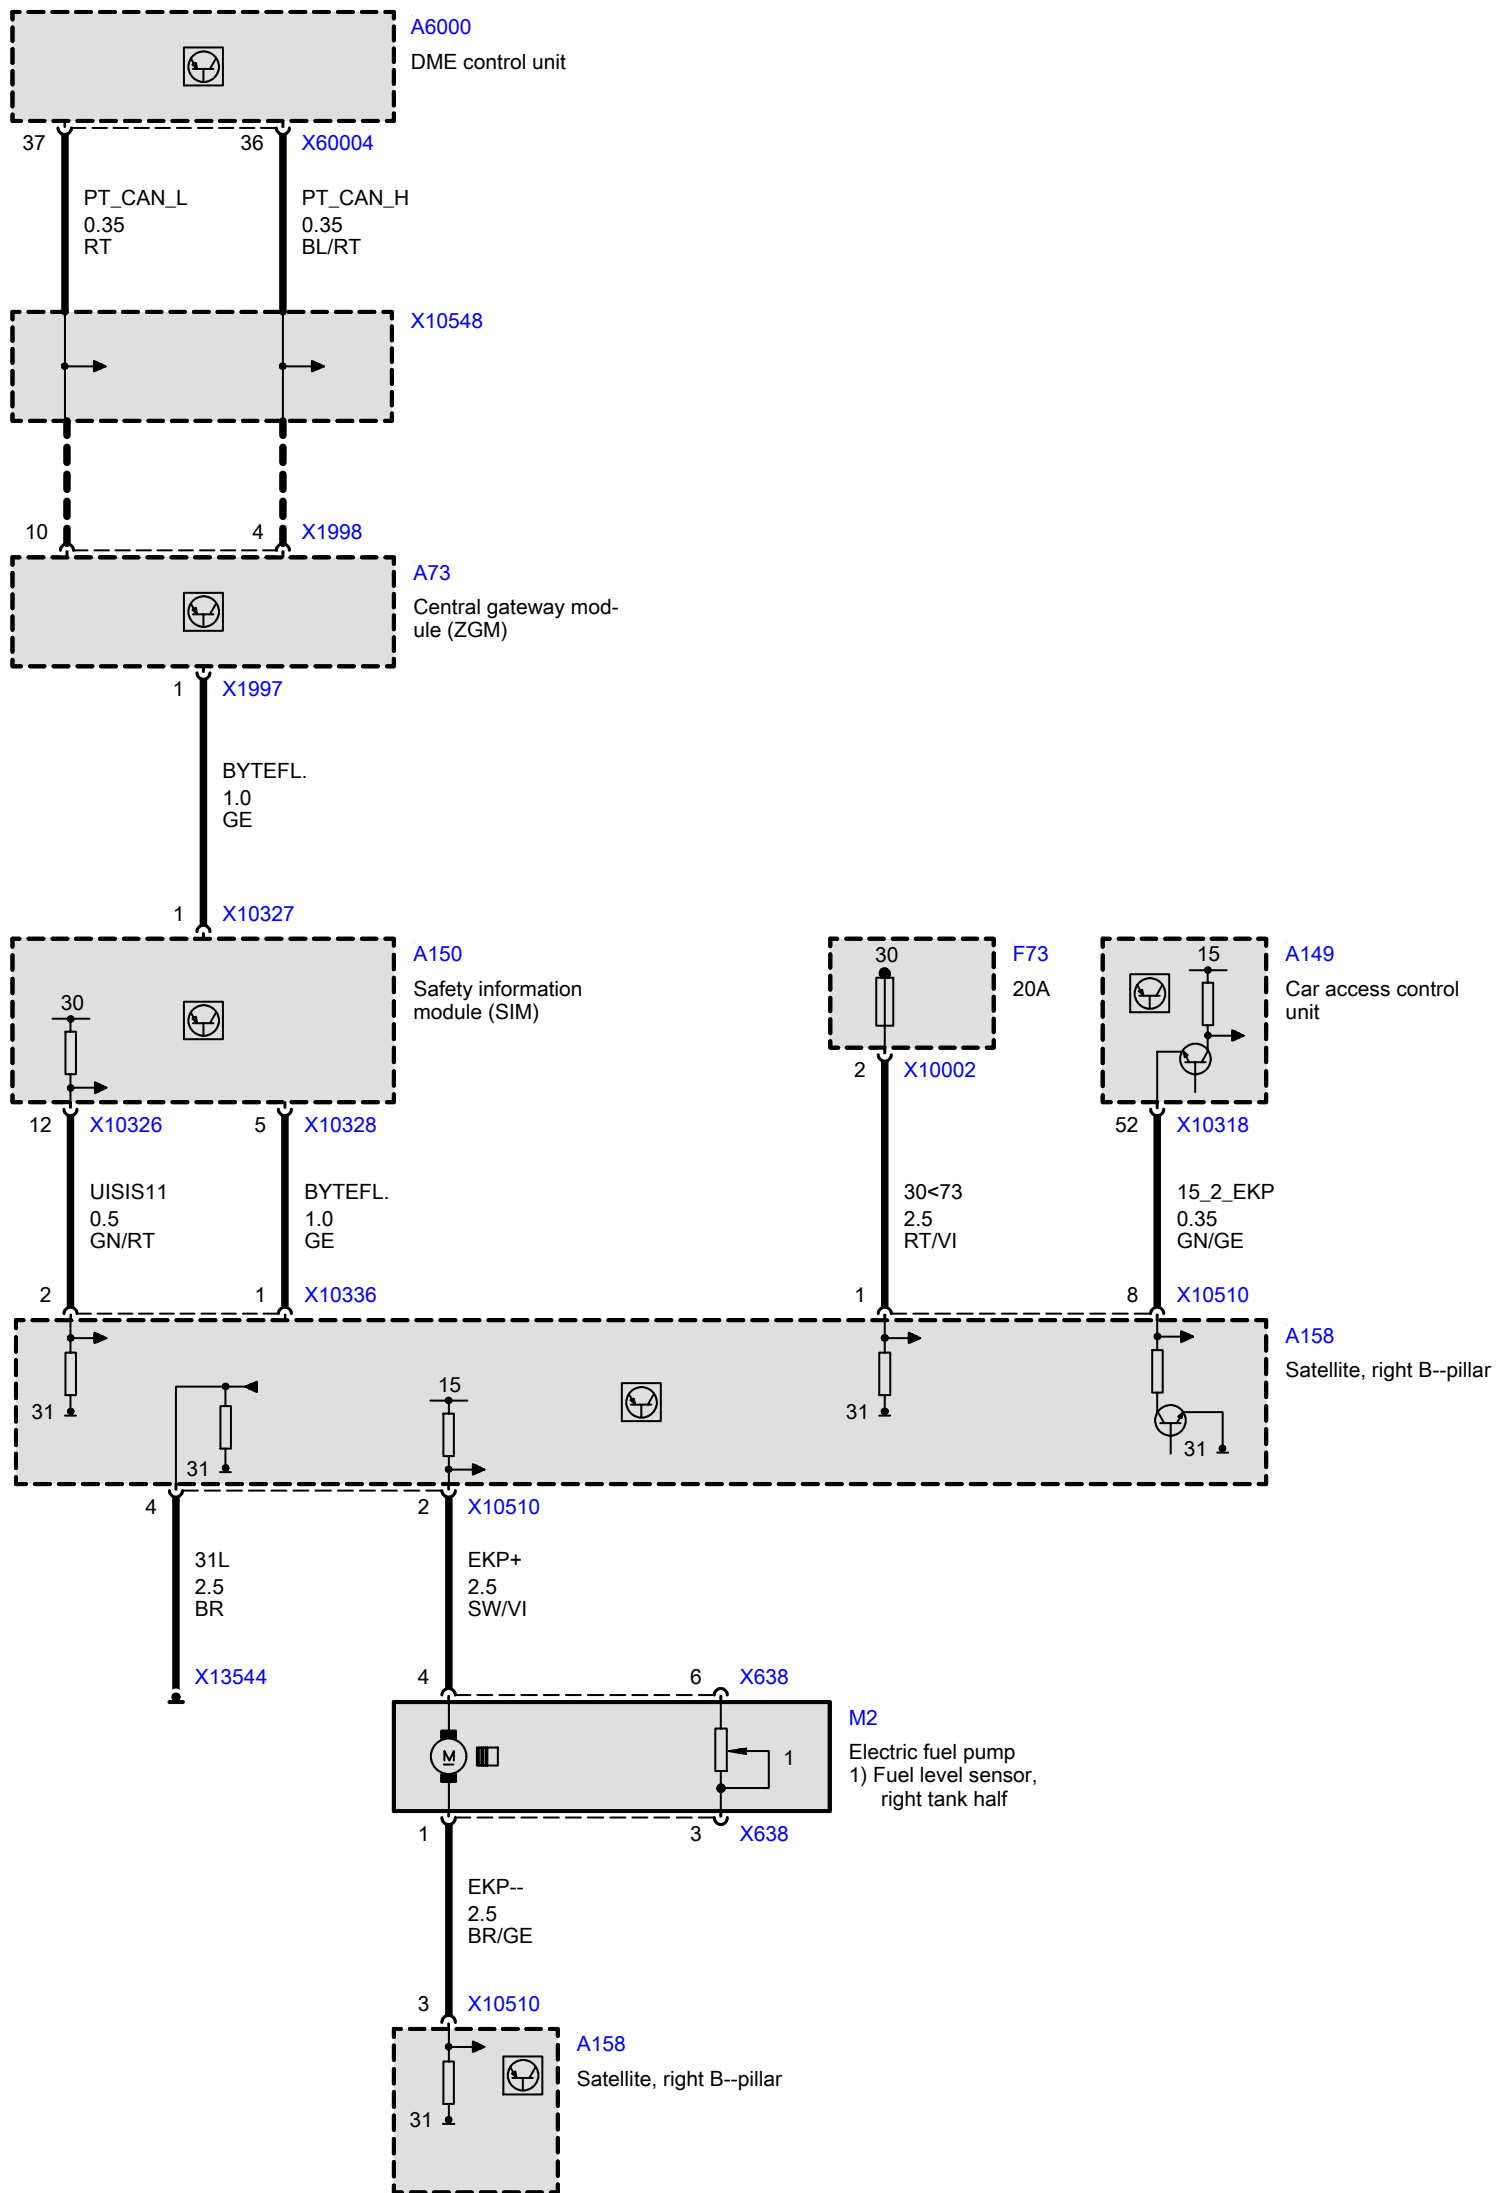 A6000
DME control unit
37
36
X60004
PT_CAN_L
0.35
RT
PT_CAN_H
0.35
BL/RT
X10548
10
4
X1998
A73
Central gateway mod-
ule (ZGM)
1
X1997
BYTEFL.
1.0
GE
1
X10327
A150
Safety information
module (SIM)
30
30
F73
20A
15
A149
Car access control
unit
12
X10326
5
X10328
2
X10002
52
X10318
UISIS11
0.5
GN/RT
BYTEFL.
1.0
GE
30<73
2.5
RT/VI
15_2_EKP
0.35
GN/GE
2
1
X10336
1
8
X10510
A158
Satellite, right B--pillar
31
31
15
31
31
4
2
X10510
31L
2.5
BR
EKP+
2.5
SW/VI
X13544
4
6
X638
M
1
M2
Electric fuel pump
1) Fuel level sensor,
right tank half
1
3
X638
EKP--
2.5
BR/GE
3
X10510
A158
Satellite, right B--pillar
31